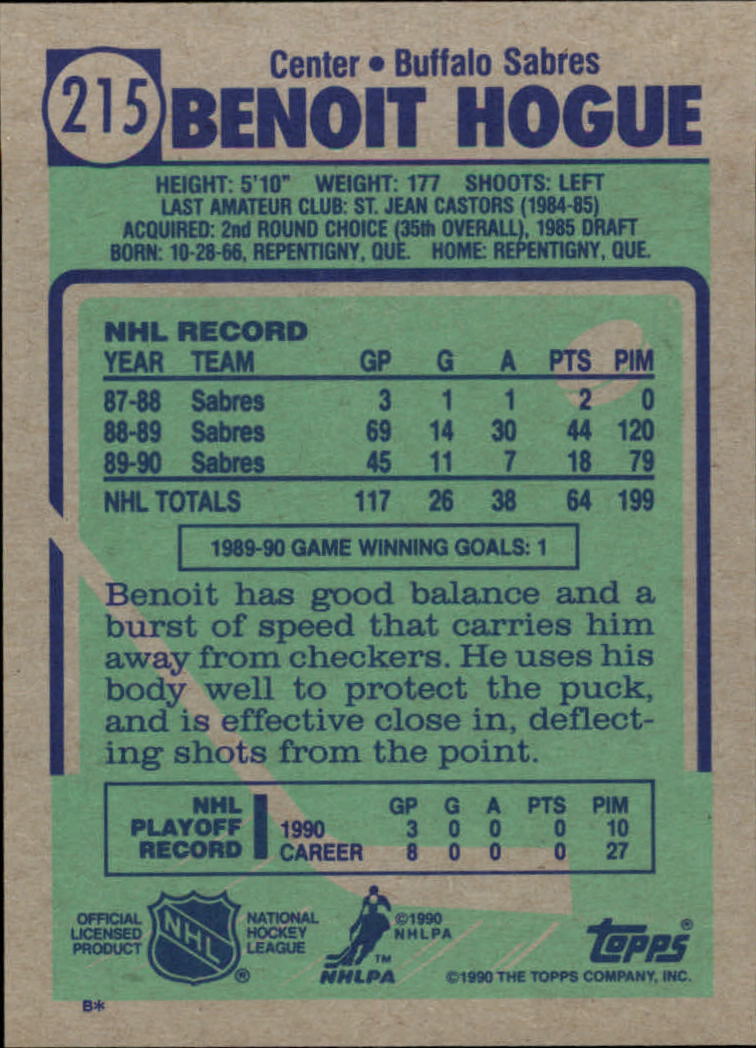 215
Center • Buffalo Sabres
BENOIT HOGUE
HEIGHT: 5'10" WEIGHT: 177 SHOOTS: LEFT
LAST AMATEUR CLUB: ST. JEAN CASTORS (1984-85)
ACQUIRED: 2nd ROUND CHOICE (35th OVERALL), 1985 DRAFT
BORN: 10-28-66, REPENTIGNY, QUE. HOME: REPENTIGNY, QUE.
NHL RECORD
YEAR TEAM GP G A PTS PIM
87-88 Sabres 3 1 1 2 0
88-89 Sabres 69 14 30 44 120
89-90 Sabres 45 11 7 18 79
NHL TOTALS 117 26 38 64 199
1989-90 GAME WINNING GOALS: 1
Benoit has good balance and a
burst of speed that carries him
away from checkers. He uses his
body well to protect the puck,
and is effective close in, deflect-
ing shots from the point.
NHL GP G A PTS PIM
PLAYOFF 1990 3 0 0 0 10
RECORD CAREER 8 0 0 0 27
OFFICIAL
LICENSED
PRODUCT
NHL
®
NATIONAL
HOCKEY
LEAGUE
©1990
NHLPA
TM
NHLPA
topps®
©1990 THE TOPPS COMPANY, INC.
B*